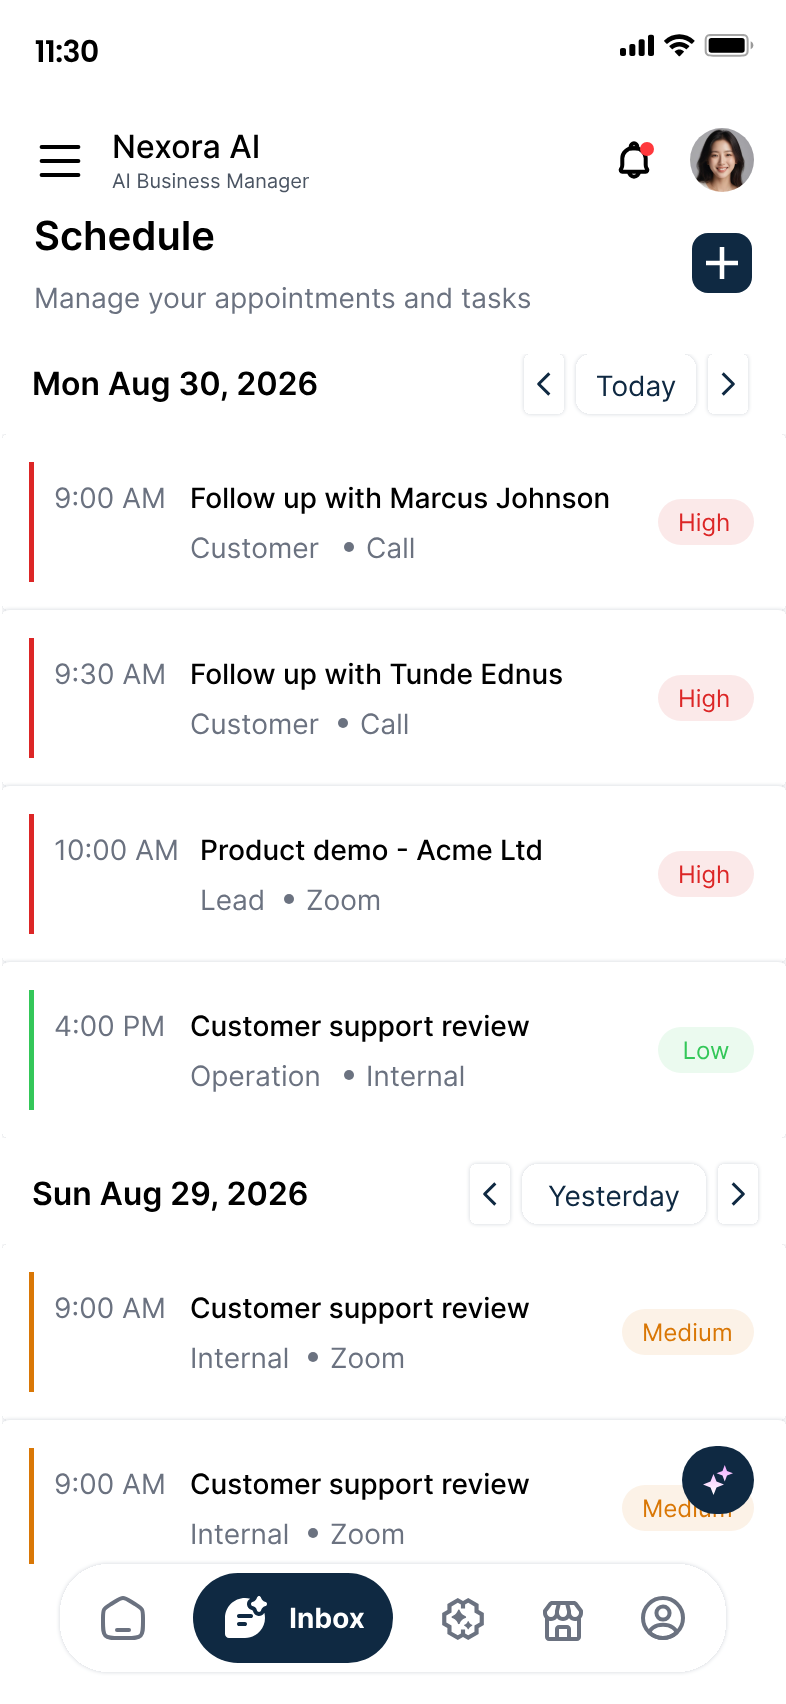 11:30
Nexora AI
AI Business Manager
Schedule
Manage your appointments and tasks
Mon Aug 30, 2026
Today
9:00 AM Follow up with Marcus Johnson
High
Customer • Call
9:30 AM Follow up with Tunde Ednus
High
Customer • Call
10:00 AM Product demo - Acme Ltd
High
Lead • Zoom
4:00 PM Customer support review
Low
Operation • Internal
Sun Aug 29, 2026
Yesterday
9:00 AM Customer support review
Medium
Internal • Zoom
9:00 AM Customer support review
Medium
Internal • Zoom
Inbox